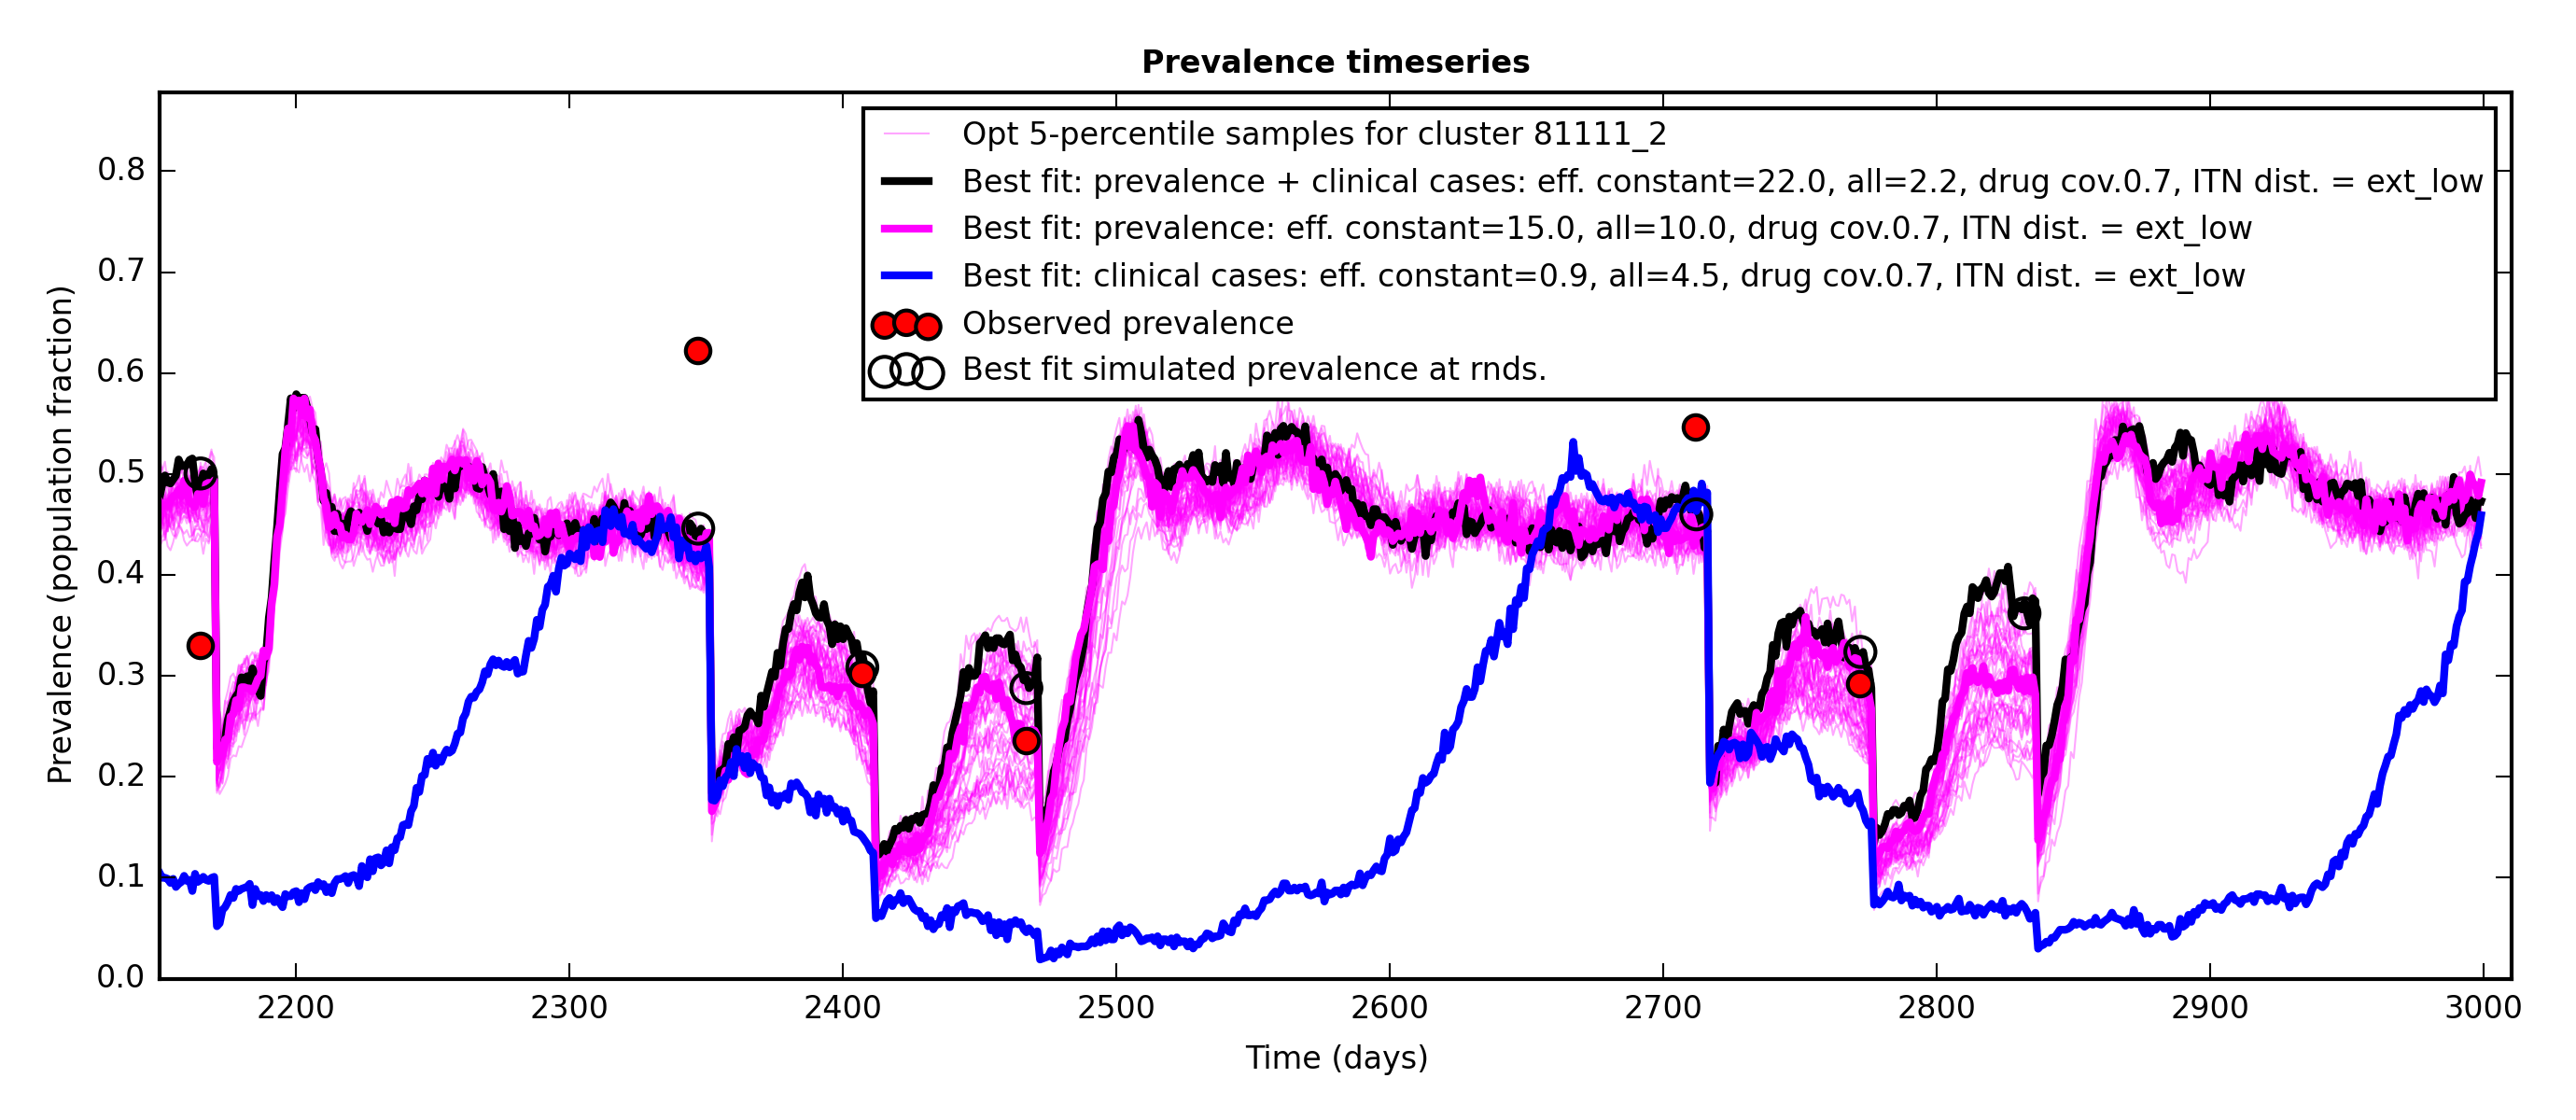 Prevalence timeseries
Opt 5-percentile samples for cluster 81111_2
Best fit: prevalence + clinical cases: eff. constant=22.0, all=2.2, drug cov.0.7, ITN dist. = ext_low
Best fit: prevalence: eff. constant=15.0, all=10.0, drug cov.0.7, ITN dist. = ext_low
Best fit: clinical cases: eff. constant=0.9, all=4.5, drug cov.0.7, ITN dist. = ext_low
Observed prevalence
Best fit simulated prevalence at rnds.
Prevalence (population fraction)
0.8
0.7
0.6
0.5
0.4
0.3
0.2
0.1
0.0
2200 2300 2400 2500 2600 2700 2800 2900 3000
Time (days)